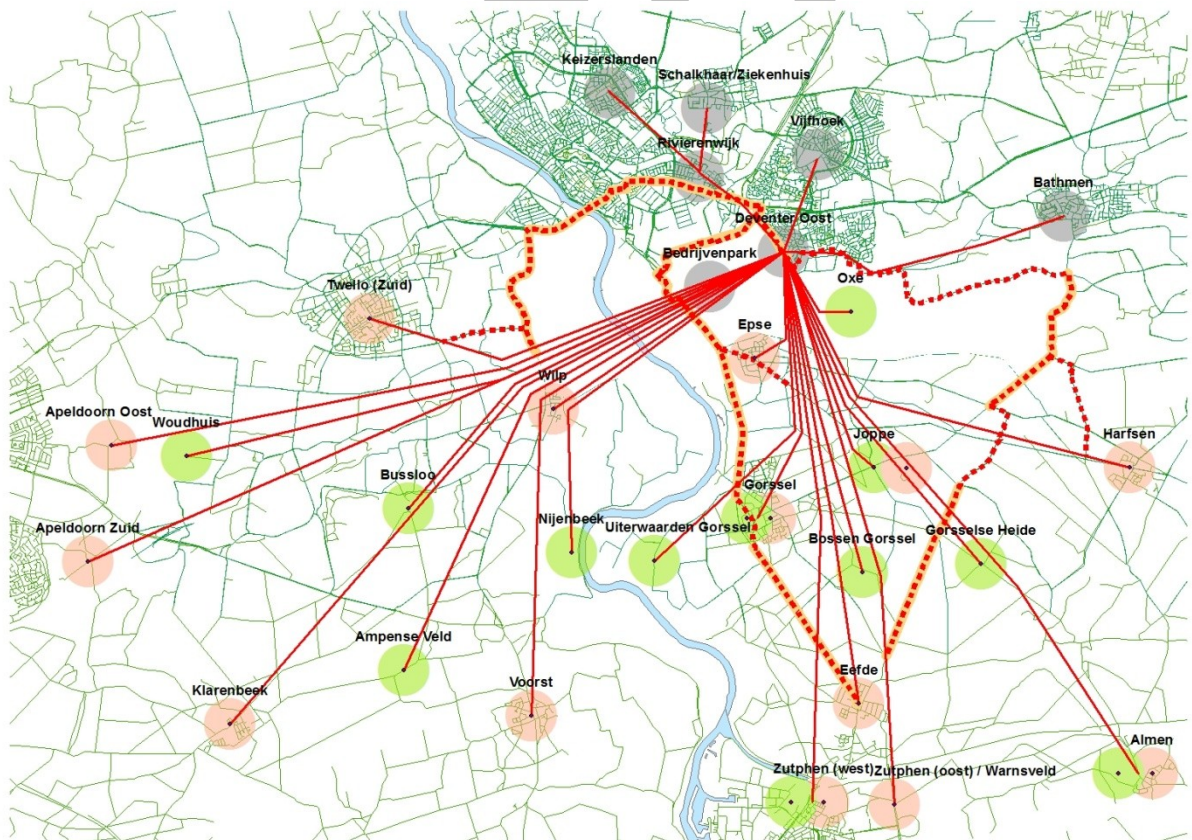 Keizerslanden
Schalkhaar/Ziekenhuis
Vijfhoek
Rivierenwijk
Bathmen
Deventer Oost
Bedrijvenpark
Oxe
Twello (Zuid)
Epse
Wilp
Apeldoorn Oost
Woudhuis
Joppe
Harfsen
Bussloo
Gorssel
Apeldoorn Zuid
Nijenbeek
Uiterwaarden Gorssel
Bossen Gorssel
Gorsselse Heide
Ampense Veld
Eefde
Klarenbeek
Voorst
Almen
Zutphen (west)
Zutphen (oost) / Warnsveld